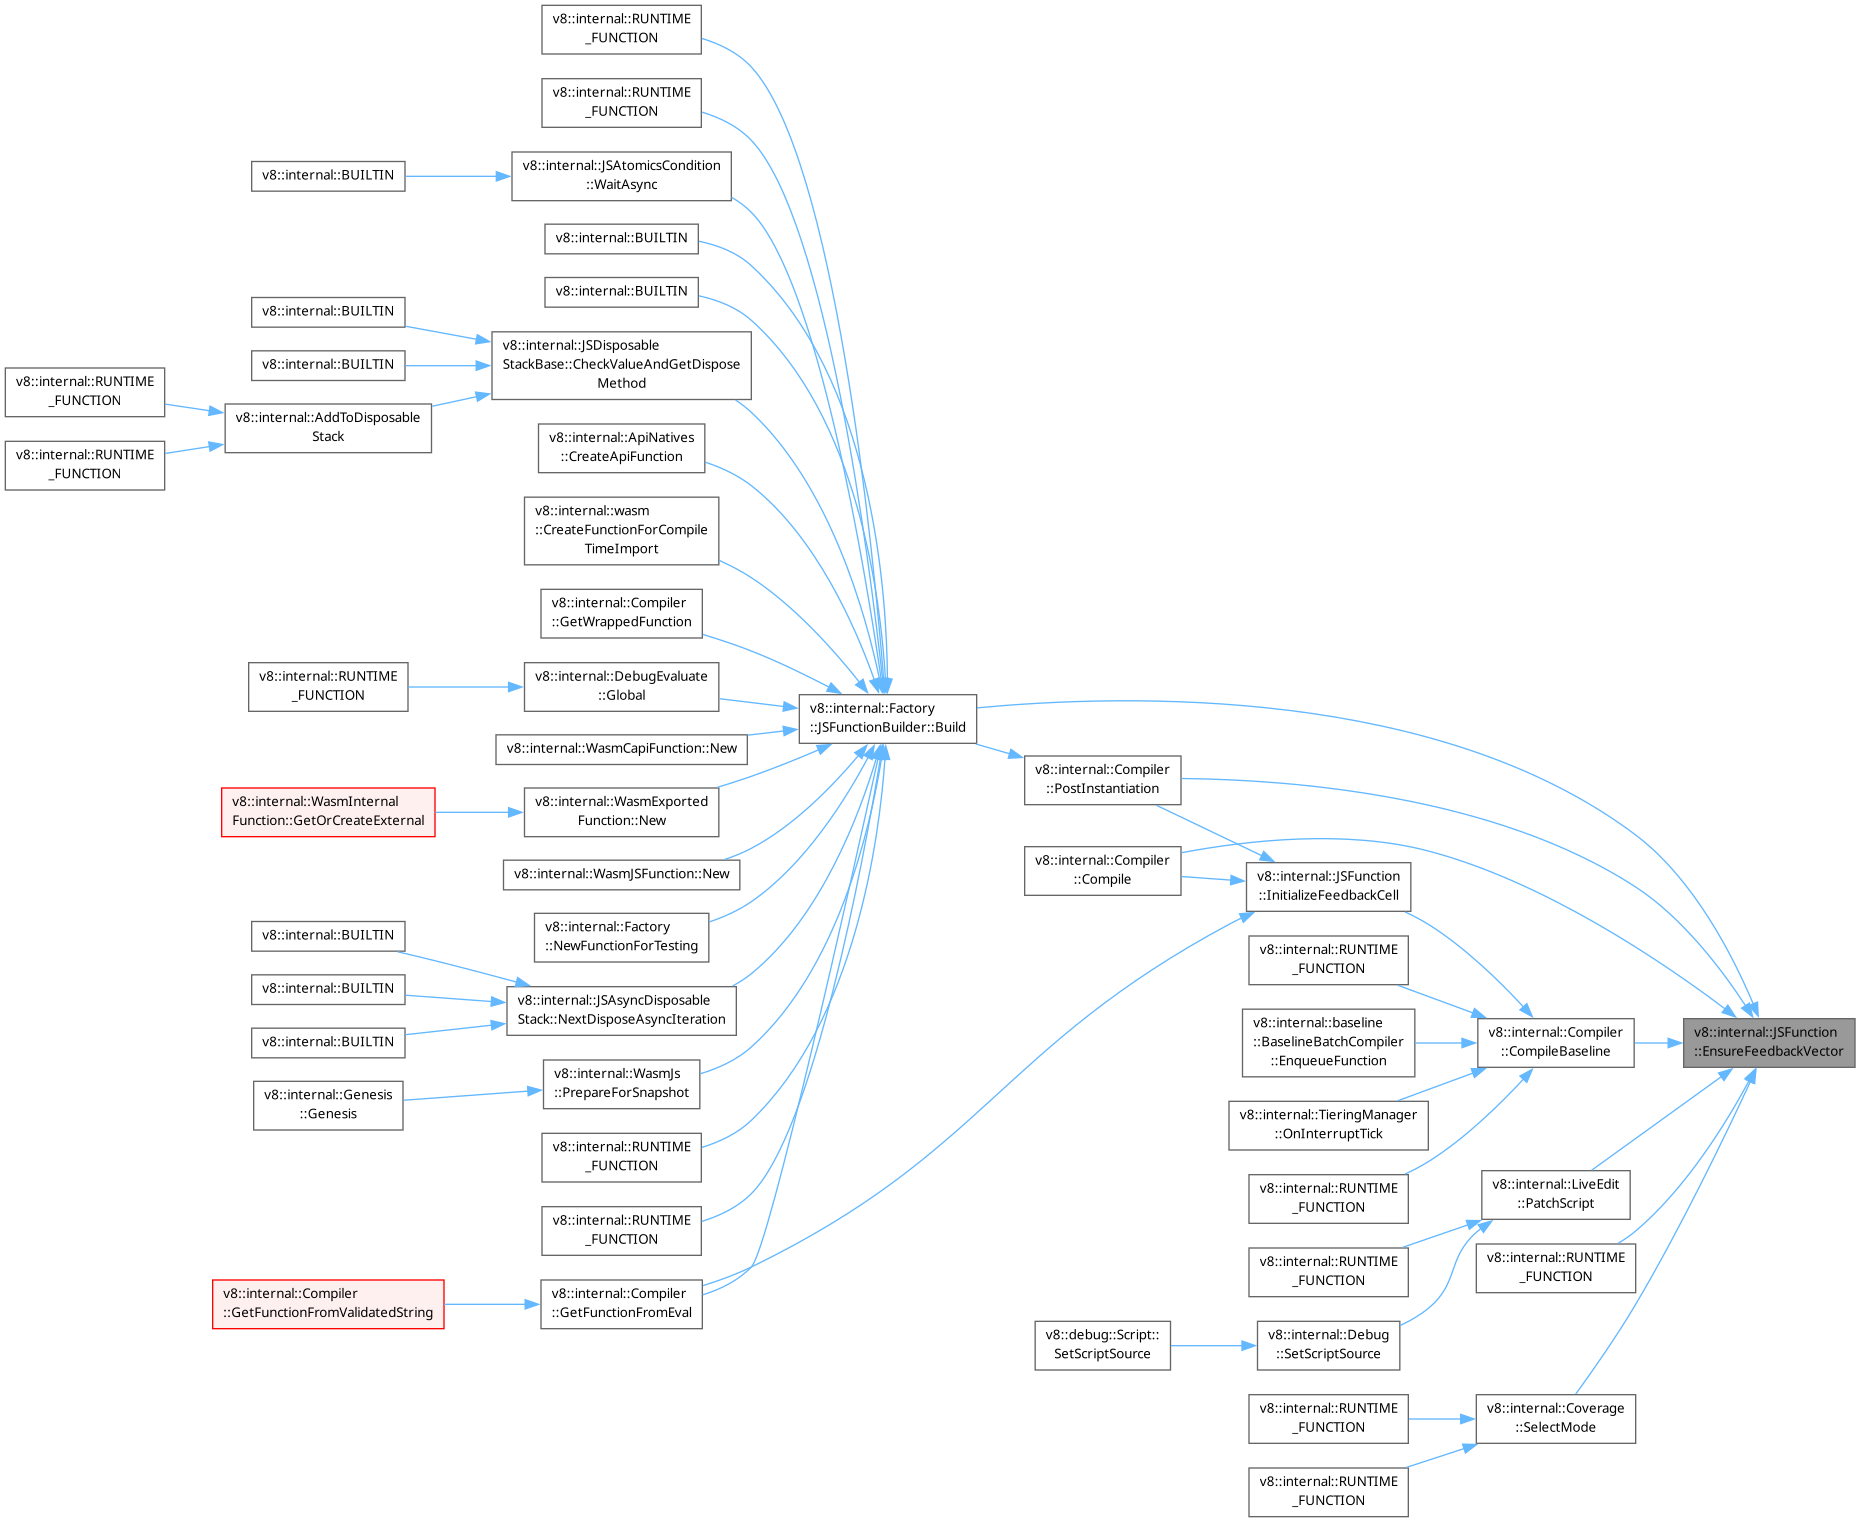 v8::internal::RUNTIME
_FUNCTION
v8::internal::RUNTIME
_FUNCTION
v8::internal::BUILTIN
v8::internal::JSAtomicsCondition
::WaitAsync
v8::internal::BUILTIN
v8::internal::BUILTIN
v8::internal::BUILTIN
v8::internal::BUILTIN
v8::internal::JSDisposable
StackBase::CheckValueAndGetDispose
Method
v8::internal::RUNTIME
_FUNCTION
v8::internal::RUNTIME
_FUNCTION
v8::internal::AddToDisposable
Stack
v8::internal::ApiNatives
::CreateApiFunction
v8::internal::wasm
::CreateFunctionForCompile
TimeImport
v8::internal::Compiler
::GetWrappedFunction
v8::internal::RUNTIME
_FUNCTION
v8::internal::DebugEvaluate
::Global
v8::internal::Factory
::JSFunctionBuilder::Build
v8::internal::WasmCapiFunction::New
v8::internal::WasmInternal
Function::GetOrCreateExternal
v8::internal::WasmExported
Function::New
v8::internal::WasmJSFunction::New
v8::internal::Factory
::NewFunctionForTesting
v8::internal::BUILTIN
v8::internal::BUILTIN
v8::internal::BUILTIN
v8::internal::JSAsyncDisposable
Stack::NextDisposeAsyncIteration
v8::internal::Genesis
::Genesis
v8::internal::WasmJs
::PrepareForSnapshot
v8::internal::RUNTIME
_FUNCTION
v8::internal::RUNTIME
_FUNCTION
v8::internal::Compiler
::GetFunctionFromValidatedString
v8::internal::Compiler
::GetFunctionFromEval
v8::internal::Compiler
::PostInstantiation
v8::internal::Compiler
::Compile
v8::internal::JSFunction
::InitializeFeedbackCell
v8::internal::RUNTIME
_FUNCTION
v8::internal::baseline
::BaselineBatchCompiler
::EnqueueFunction
v8::internal::TieringManager
::OnInterruptTick
v8::internal::RUNTIME
_FUNCTION
v8::internal::Compiler
::CompileBaseline
v8::internal::JSFunction
::EnsureFeedbackVector
v8::internal::LiveEdit
::PatchScript
v8::internal::RUNTIME
_FUNCTION
v8::internal::RUNTIME
_FUNCTION
v8::debug::Script::
SetScriptSource
v8::internal::Debug
::SetScriptSource
v8::internal::RUNTIME
_FUNCTION
v8::internal::Coverage
::SelectMode
v8::internal::RUNTIME
_FUNCTION